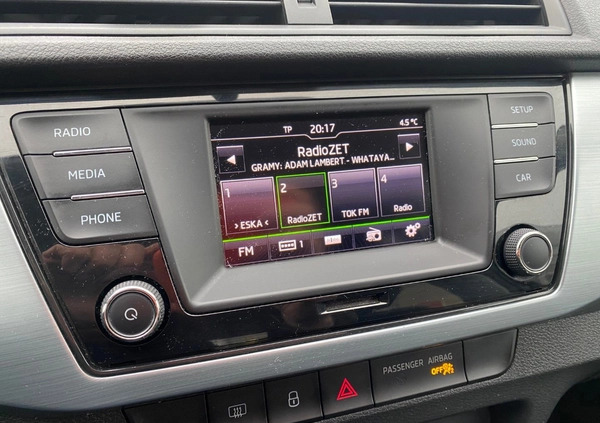 TP 20:17 4.5 °C
RadioZET
GRAMY: ADAM LAMBERT - WHATAYA...
1 2 3 4
> ESKA < RadioZET TOK FM Radio
FM 1
RADIO
MEDIA
PHONE
SETUP
SOUND
CAR
PASSENGER AIRBAG
OFF